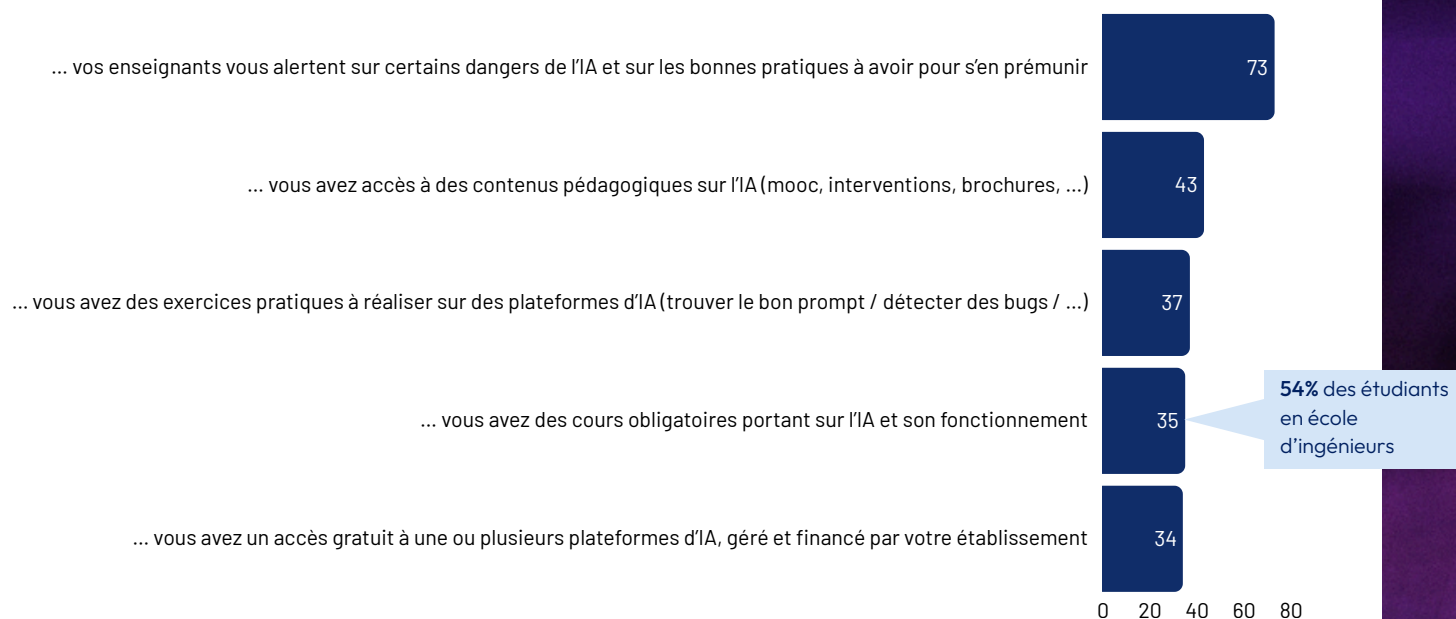 ... vos enseignants vous alertent sur certains dangers de l'IA et sur les bonnes pratiques à avoir pour s'en prémunir
73
... vous avez accès à des contenus pédagogiques sur l'IA (mooc, interventions, brochures, ...)
43
... vous avez des exercices pratiques à réaliser sur des plateformes d'IA (trouver le bon prompt / détecter des bugs / ...)
37
... vous avez des cours obligatoires portant sur l'IA et son fonctionnement
35
54% des étudiants
en école
d'ingénieurs
... vous avez un accès gratuit à une ou plusieurs plateformes d'IA, géré et financé par votre établissement
34
0 20 40 60 80